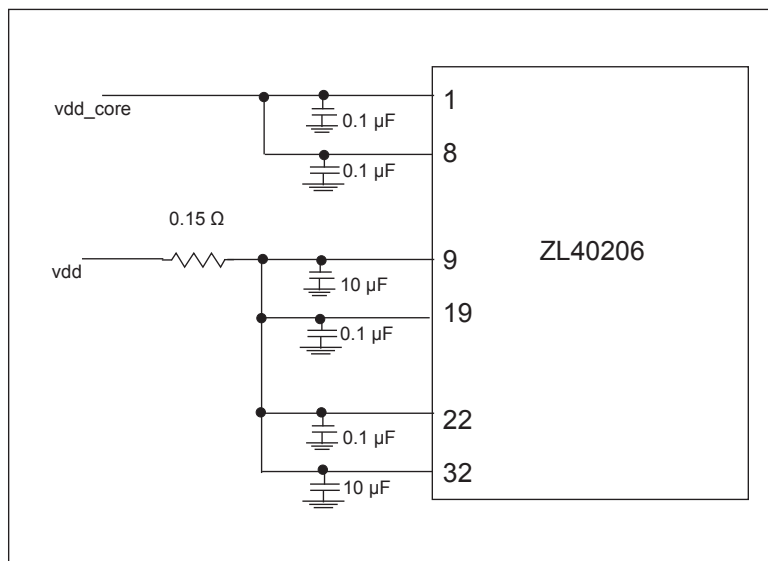 vdd_core
1
0.1 µF
8
0.1 µF
0.15 Ω
vdd
9
ZL40206
10 µF
19
0.1 µF
22
0.1 µF
32
10 µF